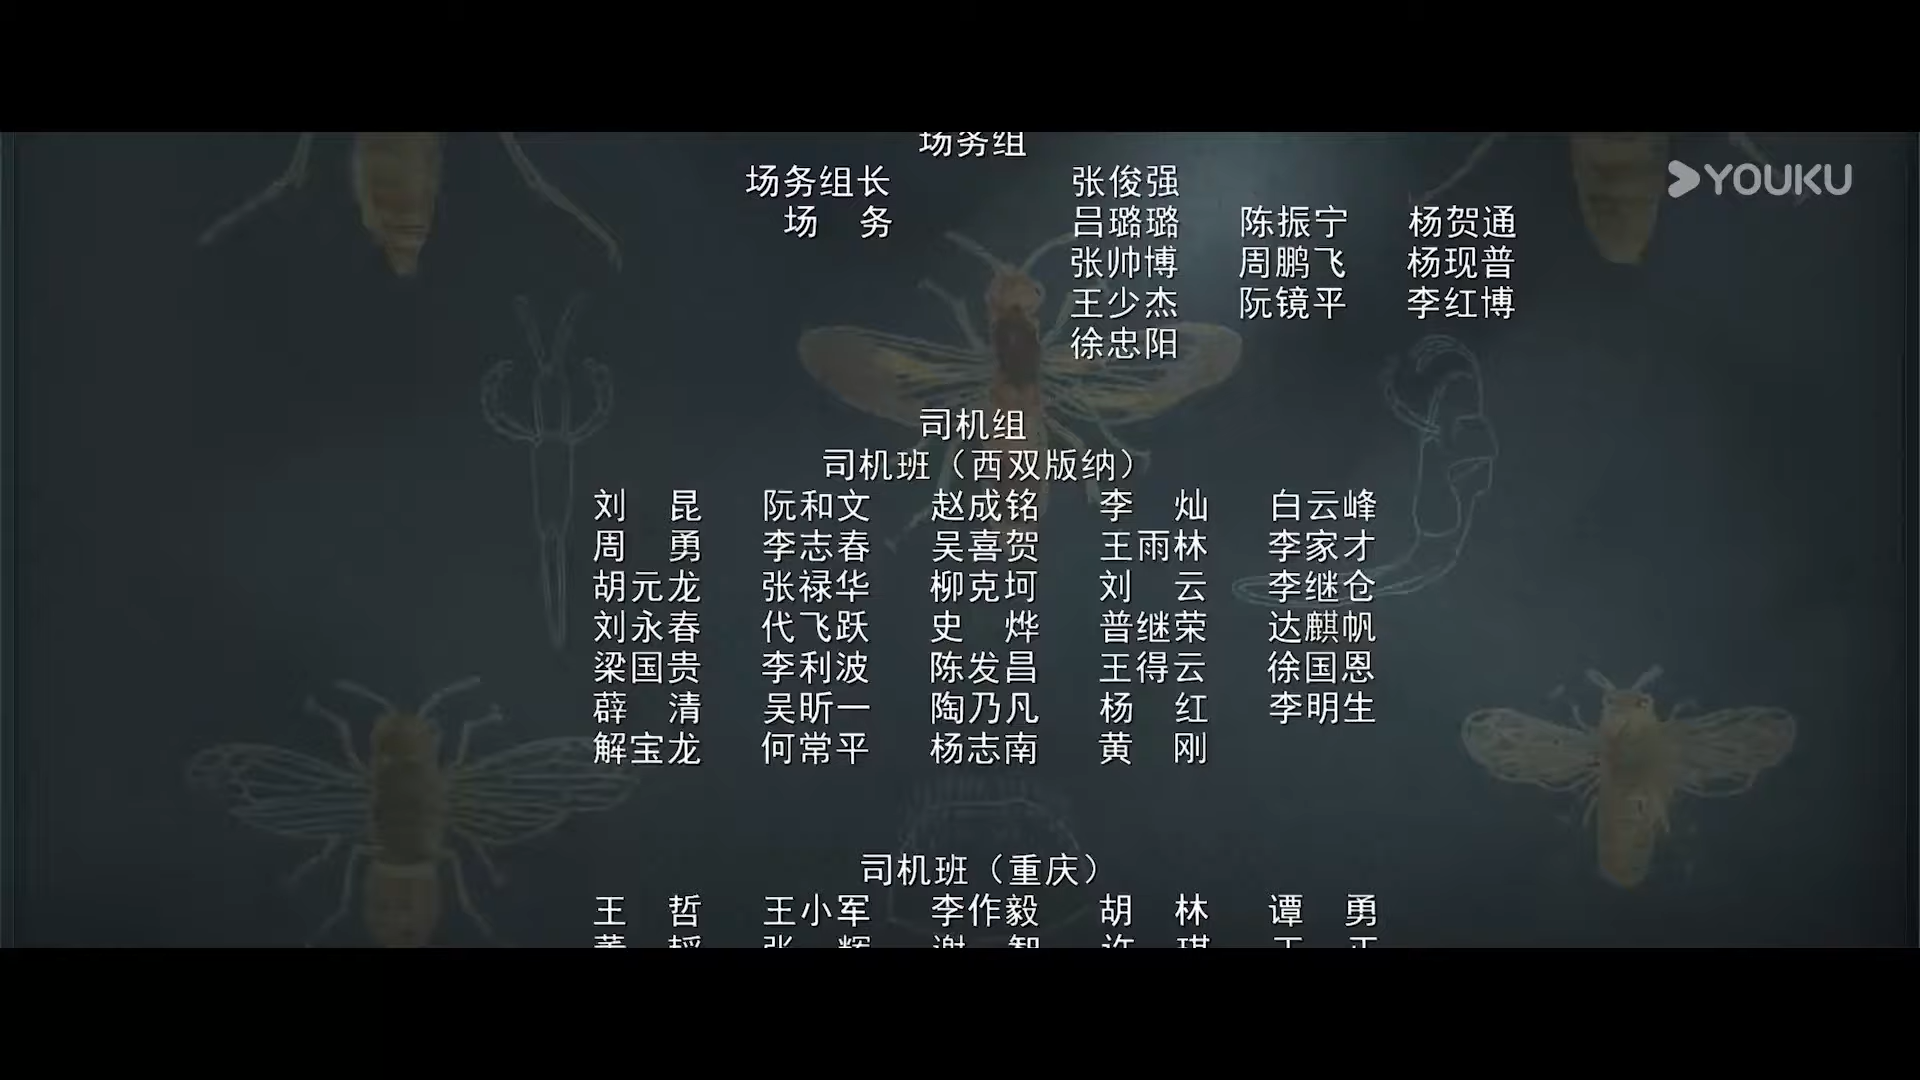 场务组
YOUKU
场务组长 张俊强
场 务 吕璐璐 陈振宁 杨贺通
张帅博 周鹏飞 杨现普
王少杰 阮镜平 李红博
徐忠阳
司机组
司机班（西双版纳）
刘 昆 阮和文 赵成铭 李 灿 白云峰
周 勇 李志春 吴喜贺 王雨林 李家才
胡元龙 张禄华 柳克坷 刘 云 李继仓
刘永春 代飞跃 史 烨 普继荣 达麒帆
梁国贵 李利波 陈发昌 王得云 徐国恩
薛 清 吴昕一 陶乃凡 杨 红 李明生
解宝龙 何常平 杨志南 黄 刚
司机班（重庆）
王 哲 王小军 李作毅 胡 林 谭 勇